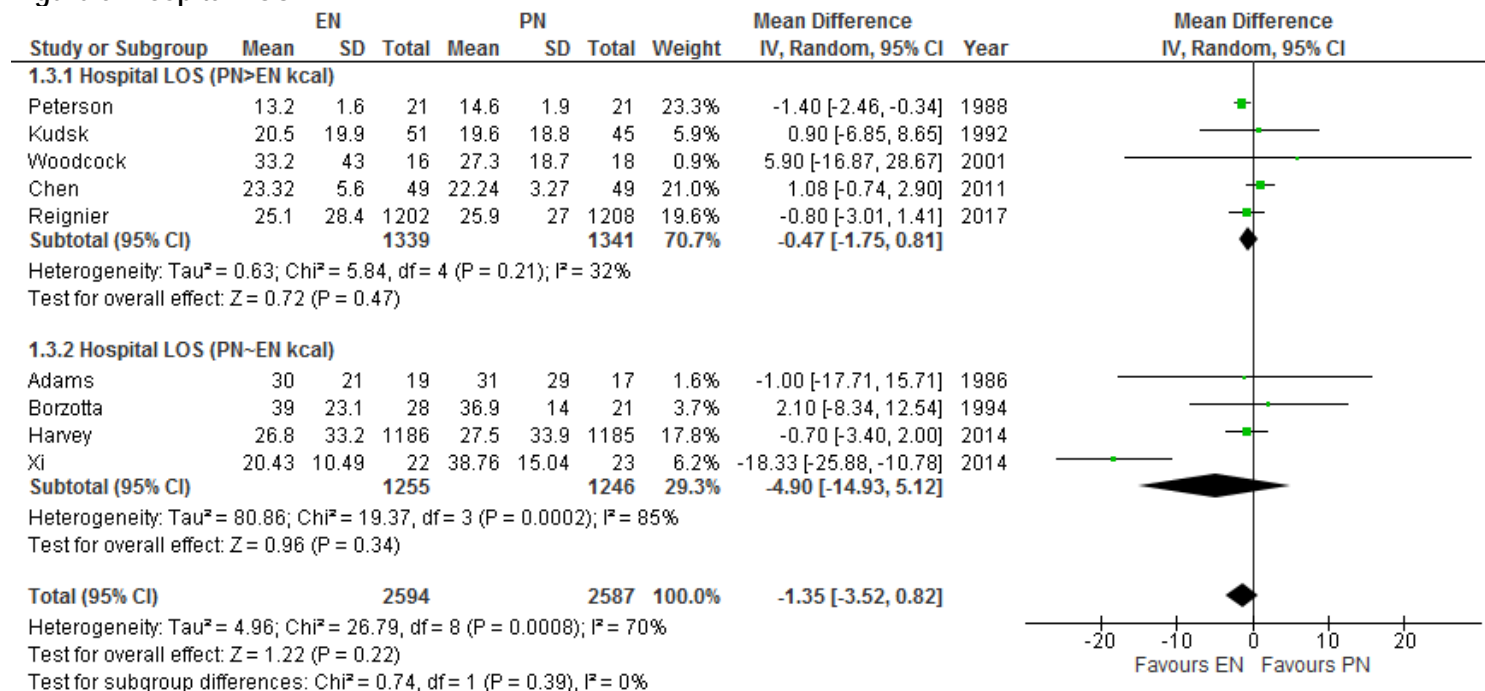 EN PN Mean Difference Mean Difference
Study or Subgroup Mean SD Total Mean SD Total Weight IV, Random, 95% CI Year IV, Random, 95% CI
1.3.1 Hospital LOS (PN>EN kcal)
Peterson 13.2 1.6 21 14.6 1.9 21 23.3% -1.40 [-2.46, -0.34] 1988
Kudsk 20.5 19.9 51 19.6 18.8 45 5.9% 0.90 [-6.85, 8.65] 1992
Woodcock 33.2 43 16 27.3 18.7 18 0.9% 5.90 [-16.87, 28.67] 2001
Chen 23.32 5.6 49 22.24 3.27 49 21.0% 1.08 [-0.74, 2.90] 2011
Reignier 25.1 28.4 1202 25.9 27 1208 19.6% -0.80 [-3.01, 1.41] 2017
Subtotal (95% CI) 1339 1341 70.7% -0.47 [-1.75, 0.81]
Heterogeneity: Tau² = 0.63; Chi² = 5.84, df = 4 (P = 0.21); I² = 32%
Test for overall effect: Z = 0.72 (P = 0.47)
1.3.2 Hospital LOS (PN~EN kcal)
Adams 30 21 19 31 29 17 1.6% -1.00 [-17.71, 15.71] 1986
Borzotta 39 23.1 28 36.9 14 21 3.7% 2.10 [-8.34, 12.54] 1994
Harvey 26.8 33.2 1186 27.5 33.9 1185 17.8% -0.70 [-3.40, 2.00] 2014
Xi 20.43 10.49 22 38.76 15.04 23 6.2% -18.33 [-25.88, -10.78] 2014
Subtotal (95% CI) 1255 1246 29.3% -4.90 [-14.93, 5.12]
Heterogeneity: Tau² = 80.86; Chi² = 19.37, df = 3 (P = 0.0002); I² = 85%
Test for overall effect: Z = 0.96 (P = 0.34)
Total (95% CI) 2594 2587 100.0% -1.35 [-3.52, 0.82]
Heterogeneity: Tau² = 4.96; Chi² = 26.79, df = 8 (P = 0.0008); I² = 70%
Test for overall effect: Z = 1.22 (P = 0.22)
Test for subgroup differences: Chi² = 0.74, df = 1 (P = 0.39), I² = 0%
-20 -10 0 10 20
Favours EN Favours PN